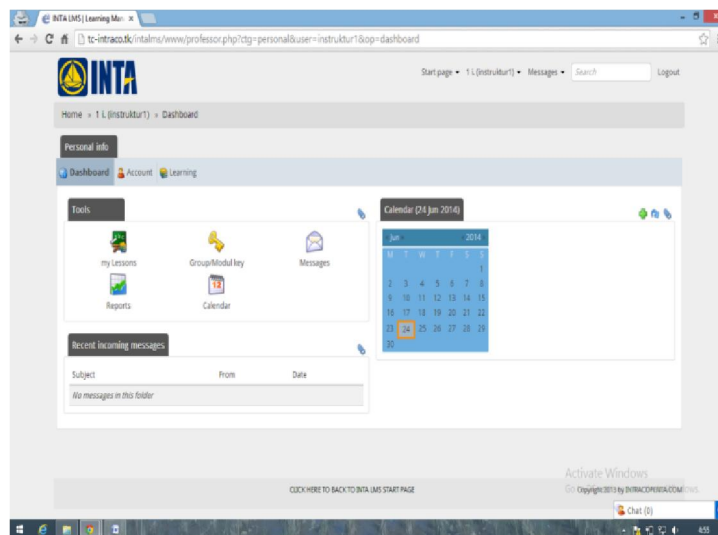 INTA LMS | Learning Man
tc-intraco.tk/intalms/www/professor.php?ctg=personal&user=instruktur1&op=dashboard
INTA
Start page 1 i. (instruktur1) Messages Search Logout
Home » 1 i. (instruktur1) » Dashboard
Personal info
Dashboard Account Learning
Tools
my Lessons Group/Modul key Messages
Reports Calendar
Recent incoming messages
Subject From Date
No messages in this folder
Calendar (24 Jun 2014)
Jun 2014
M T W T F S S
1
2 3 4 5 6 7 8
9 10 11 12 13 14 15
16 17 18 19 20 21 22
23 24 25 26 27 28 29
30
CLICK HERE TO BACK TO INTA LMS START PAGE
Activate Windows
Go
Copyright 2013 by INTRACOPENTA.COM
Chat (0)
4:55